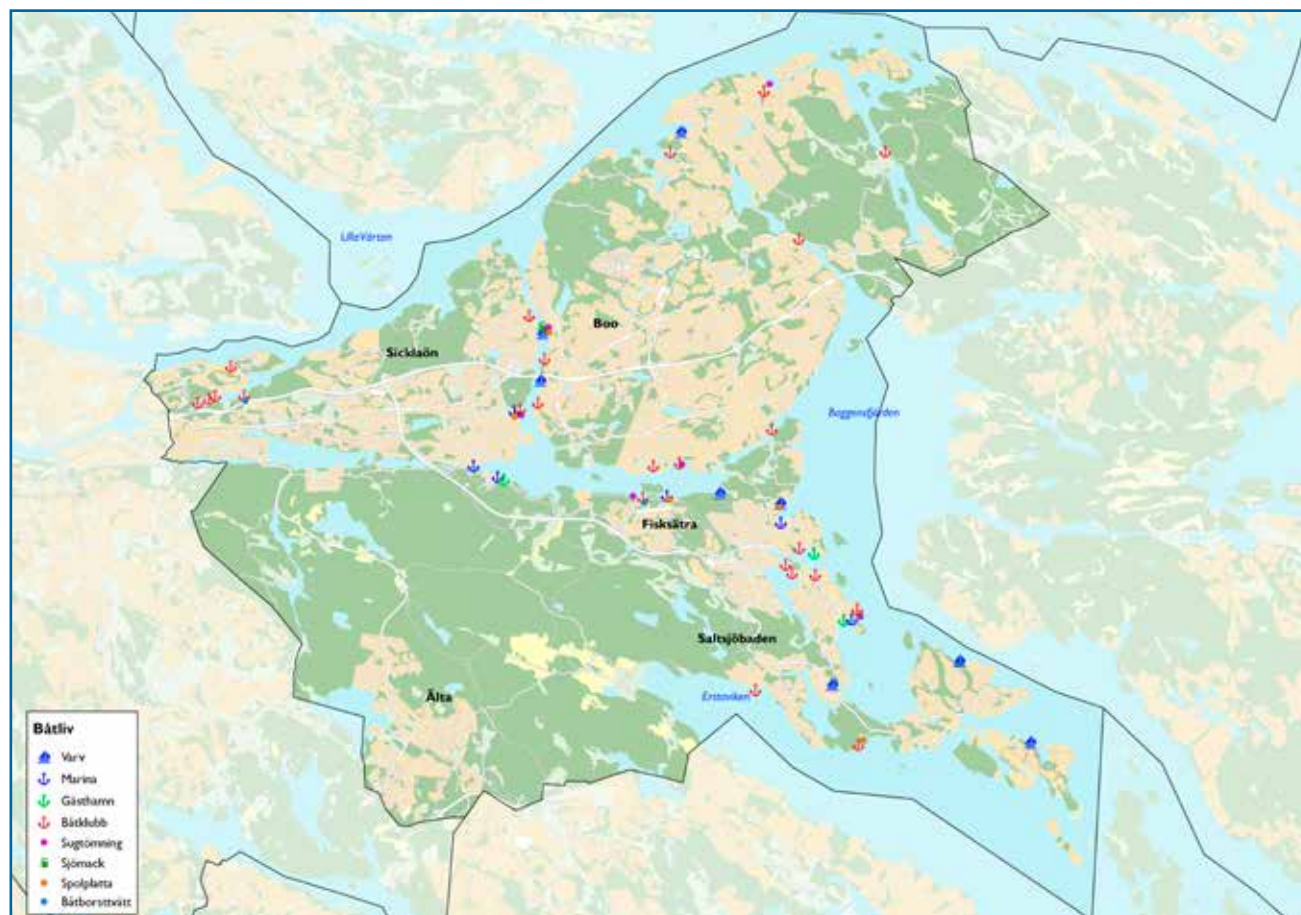 Lilla Värtan
Boo
Sicklaön
Baggensfjärden
Fisksätra
Saltsjöbaden
Erstaviken
Älta
Båtliv
Varv
Marina
Gästhamn
Båtklubb
Sugtömning
Sjömack
Spolplatta
Båtborsttvätt